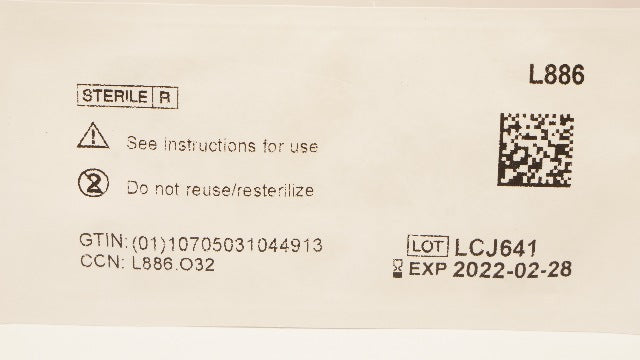 L886
STERILE R
See instructions for use
2 Do not reuse/resterilize
GTIN: (01)10705031044913
CCN: L886.O32
LOT LCJ641
EXP 2022-02-28